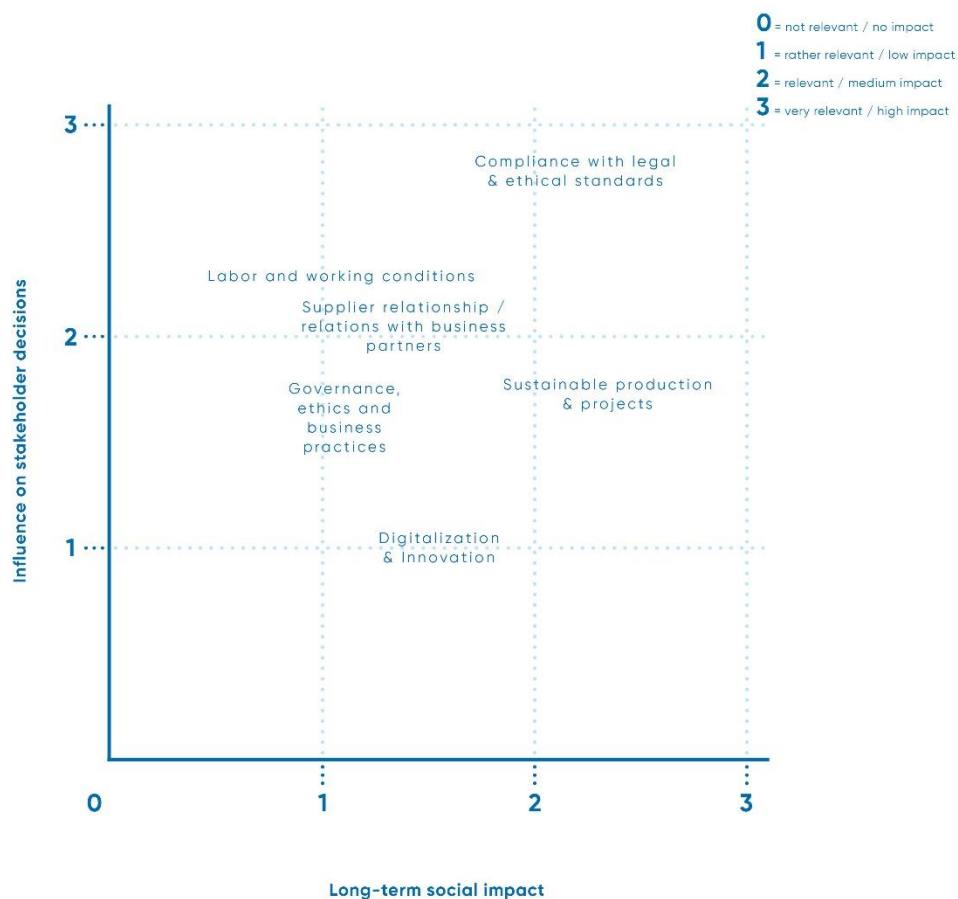 0 = not relevant / no impact
1 = rather relevant / low impact
2 = relevant / medium impact
3 = very relevant / high impact
3
Compliance with legal
& ethical standards
Labor and working conditions
Supplier relationship /
relations with business
partners
2
Governance,
ethics and
business
practices
Sustainable production
& projects
Influence on stakeholder decisions
1
Digitalization
& Innovation
0
1
2
3
Long-term social impact